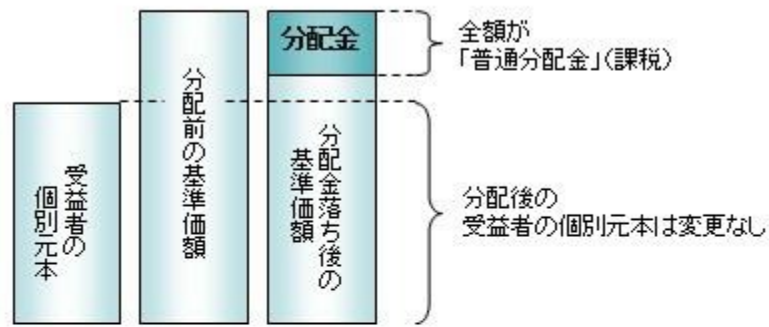 受益者の
個別元本
分配前の基準価額
分配金
分配金落ち後の
基準価額
全額が
「普通分配金」(課税)
分配後の
受益者の個別元本は変更なし